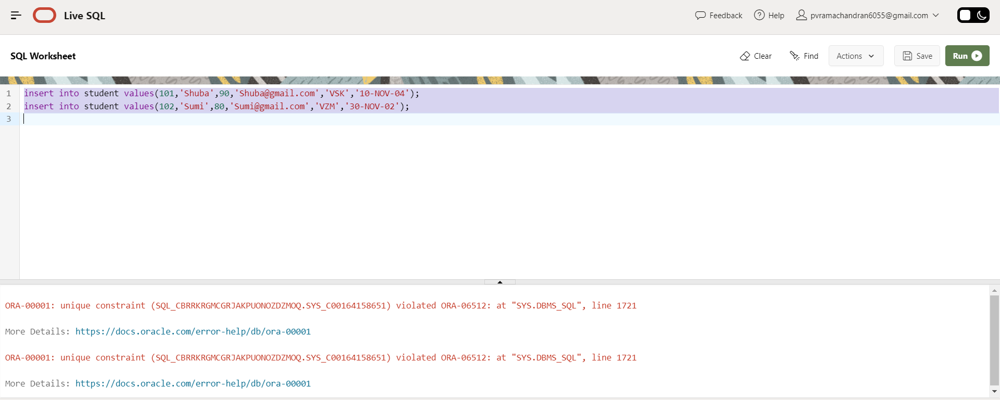 Live SQL
Feedback
Help
pvramachandran6055@gmail.com
SQL Worksheet
Clear
Find
Actions
Save
Run
1 insert into student values(101,'Shuba',90,'Shuba@gmail.com','VSK','10-NOV-04');
2 insert into student values(102,'Sumi',80,'Sumi@gmail.com','VZM','30-NOV-02');
3
ORA-00001: unique constraint (SQL_CBRRKRGMCGRJAKPUONOZDZMOQ.SYS_C00164158651) violated ORA-06512: at "SYS.DBMS_SQL", line 1721
More Details: https://docs.oracle.com/error-help/db/ora-00001
ORA-00001: unique constraint (SQL_CBRRKRGMCGRJAKPUONOZDZMOQ.SYS_C00164158651) violated ORA-06512: at "SYS.DBMS_SQL", line 1721
More Details: https://docs.oracle.com/error-help/db/ora-00001